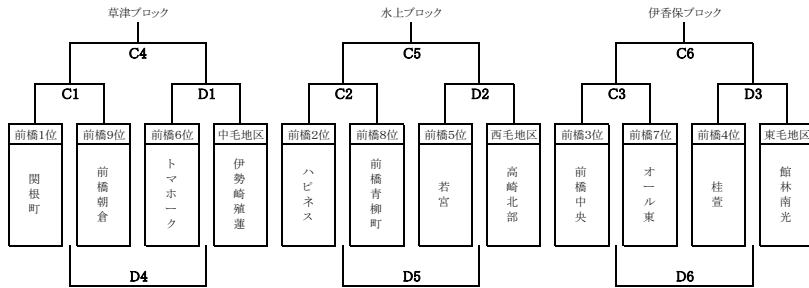 草津ブロック 水上ブロック 伊香保ブロック
C4 C5 C6
C1 D1 C2 D2 C3 D3
前橋1位 前橋9位 前橋6位 中毛地区 前橋2位 前橋8位 前橋5位 西毛地区 前橋3位 前橋7位 前橋4位 東毛地区
関根町
前橋朝倉
トマホーク
伊勢崎殖蓮
ハピネス
前橋青柳町
若宮
高崎北部
前橋中央
オール東
桂萱
館林南光
D4 D5 D6